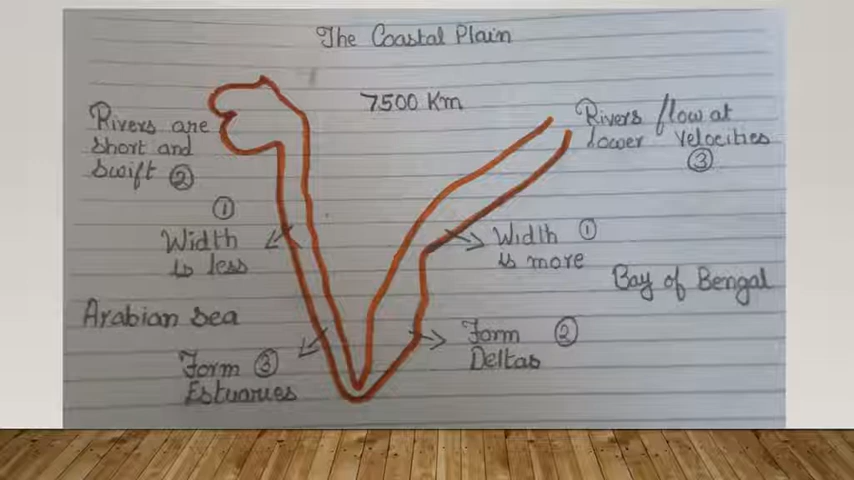 The Coastal Plain
7500 Km
Rivers are
short and
swift ②
①
Width
is less
Arabian sea
Form ③
Estuaries
Rivers flow at
lower velocities
③
Width ①
is more
Bay of Bengal
Form ②
Deltas